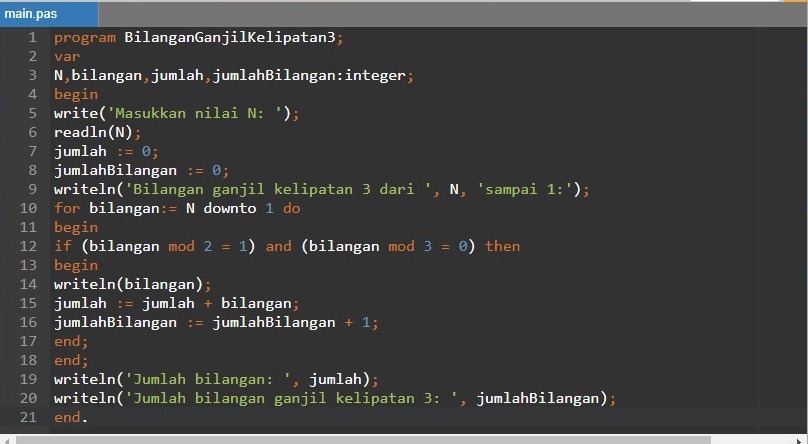 main.pas
1 program BilanganGanjilKelipatan3;
2 var
3 N,bilangan,jumlah,jumlahBilangan:integer;
4 begin
5 write('Masukkan nilai N: ');
6 readln(N);
7 jumlah := 0;
8 jumlahBilangan := 0;
9 writeln('Bilangan ganjil kelipatan 3 dari ', N, 'sampai 1:');
10 for bilangan:= N downto 1 do
11 begin
12 if (bilangan mod 2 = 1) and (bilangan mod 3 = 0) then
13 begin
14 writeln(bilangan);
15 jumlah := jumlah + bilangan;
16 jumlahBilangan := jumlahBilangan + 1;
17 end;
18 end;
19 writeln('Jumlah bilangan: ', jumlah);
20 writeln('Jumlah bilangan ganjil kelipatan 3: ', jumlahBilangan);
21 end.